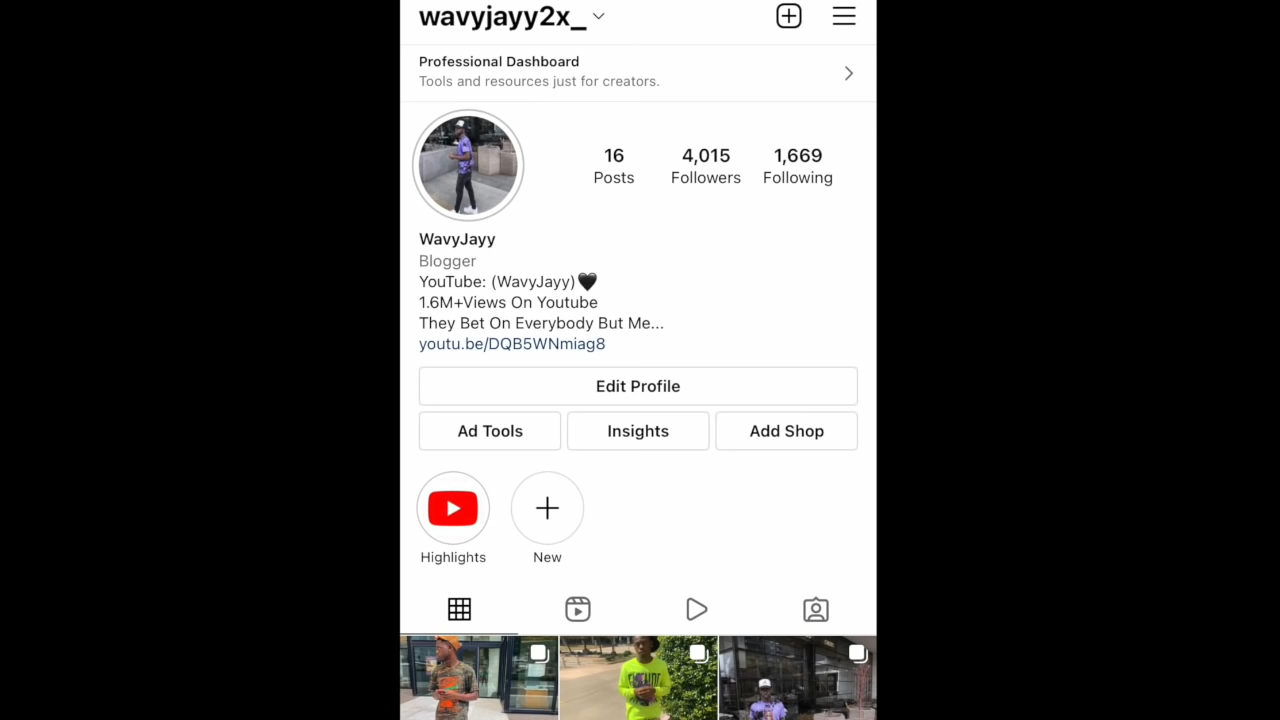 wavyjayy2x_
Professional Dashboard
Tools and resources just for creators.
16
Posts
4,015
Followers
1,669
Following
WavyJayy
Blogger
YouTube: (WavyJayy)🖤
1.6M+Views On Youtube
They Bet On Everybody But Me...
youtu.be/DQB5WNmiag8
Edit Profile
Ad Tools
Insights
Add Shop
Highlights
New